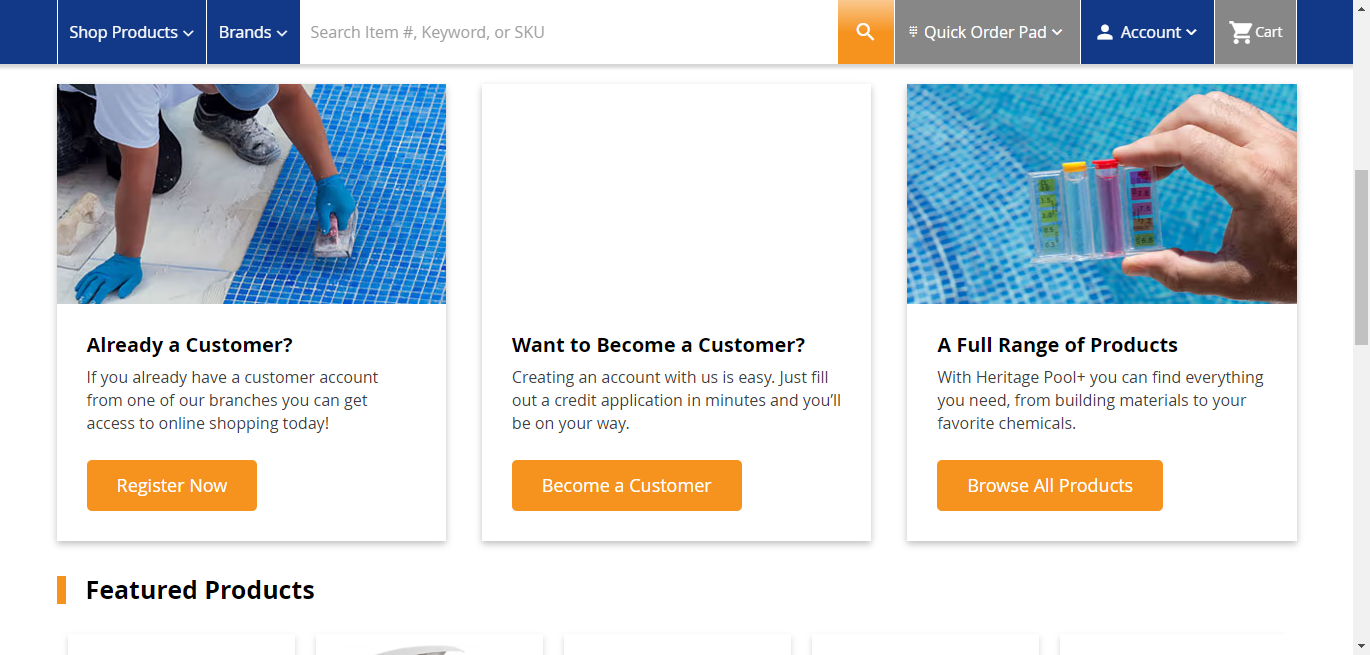 Shop Products
Brands
Search Item #, Keyword, or SKU
Quick Order Pad
Account
Cart
Already a Customer?
If you already have a customer account
from one of our branches you can get
access to online shopping today!
Register Now
Want to Become a Customer?
Creating an account with us is easy. Just fill
out a credit application in minutes and you’ll
be on your way.
Become a Customer
A Full Range of Products
With Heritage Pool+ you can find everything
you need, from building materials to your
favorite chemicals.
Browse All Products
Featured Products